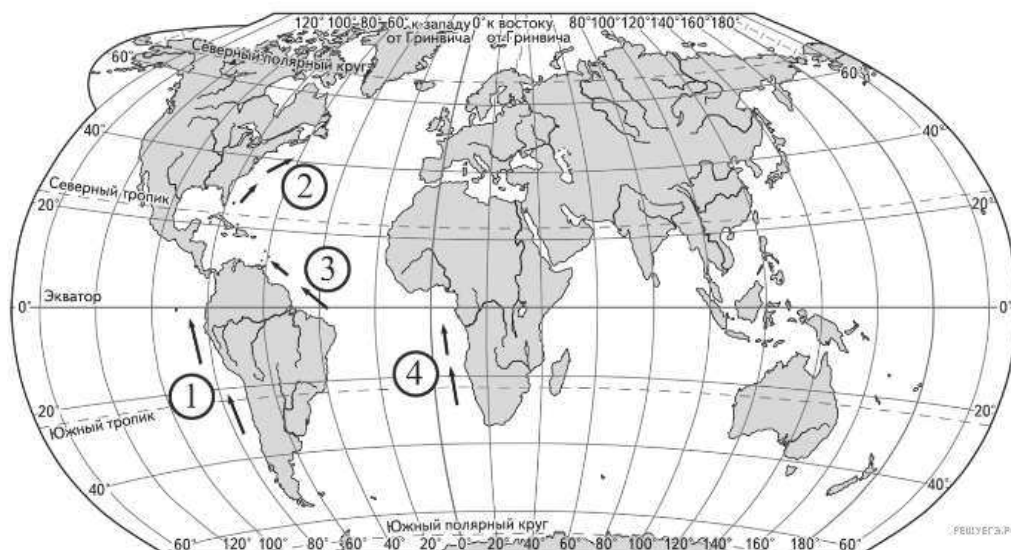 120° 100° 80° 60° к западу 0° к востоку 80° 100° 120° 140° 160° 180°
от Гринвича от Гринвича
60° Северный полярный круг 60°
40° 40°
Северный тропик
20° 20°
2
3
Экватор
0° 0°
4
1
20° 20°
Южный тропик
40° 40°
Южный полярный круг
60° 120° 100° 80° 60° 40° 20° 0° 20° 40° 60° 80° 100° 120° 140° 160° 60°
РЕШУЕГЭ.РФ